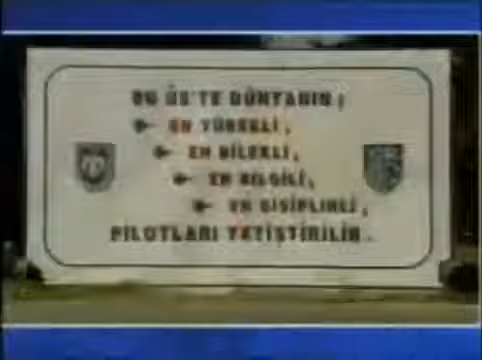 BU ÜS'TE DÜNYANIN ;
EN YÜREKLİ,
EN BİLEKLİ,
EN BİLGİLİ,
EN DİSİPLİNLİ,
PİLOTLARI YETİŞTİRİLİR.